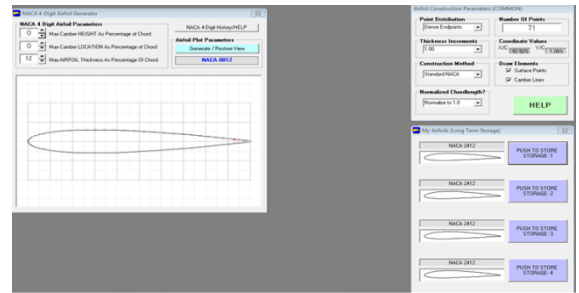 NACA 4 Digit Airfoil Generator
NACA 4 Digit Airfoil Parameters
0 Max Camber HEIGHT As Percentage of Chord
0 Max Camber LOCATION As Percentage of Chord
12 Max AIRFOIL Thickness As Percentage Of Chord
NACA 4-Digit History/HELP
Airfoil Plot Parameters
Generate / Restore View
NACA 0012
Airfoil Construction Parameters (COMMON)
Point Distribution
Dense Endpoints
Number Of Points
71
Thickness Increments
1.00
Coordinate Values
X/C Y/C
Construction Method
Standard NACA
Draw Elements
Surface Points
Camber Lines
Normalized Chordlength?
Normalize to 1.0
HELP
My Airfoils (Long Term Storage)
NACA 2412
PUSH TO STORE
STORAGE-1
NACA 2412
PUSH TO STORE
STORAGE-2
NACA 2412
PUSH TO STORE
STORAGE-3
NACA 2412
PUSH TO STORE
STORAGE-4